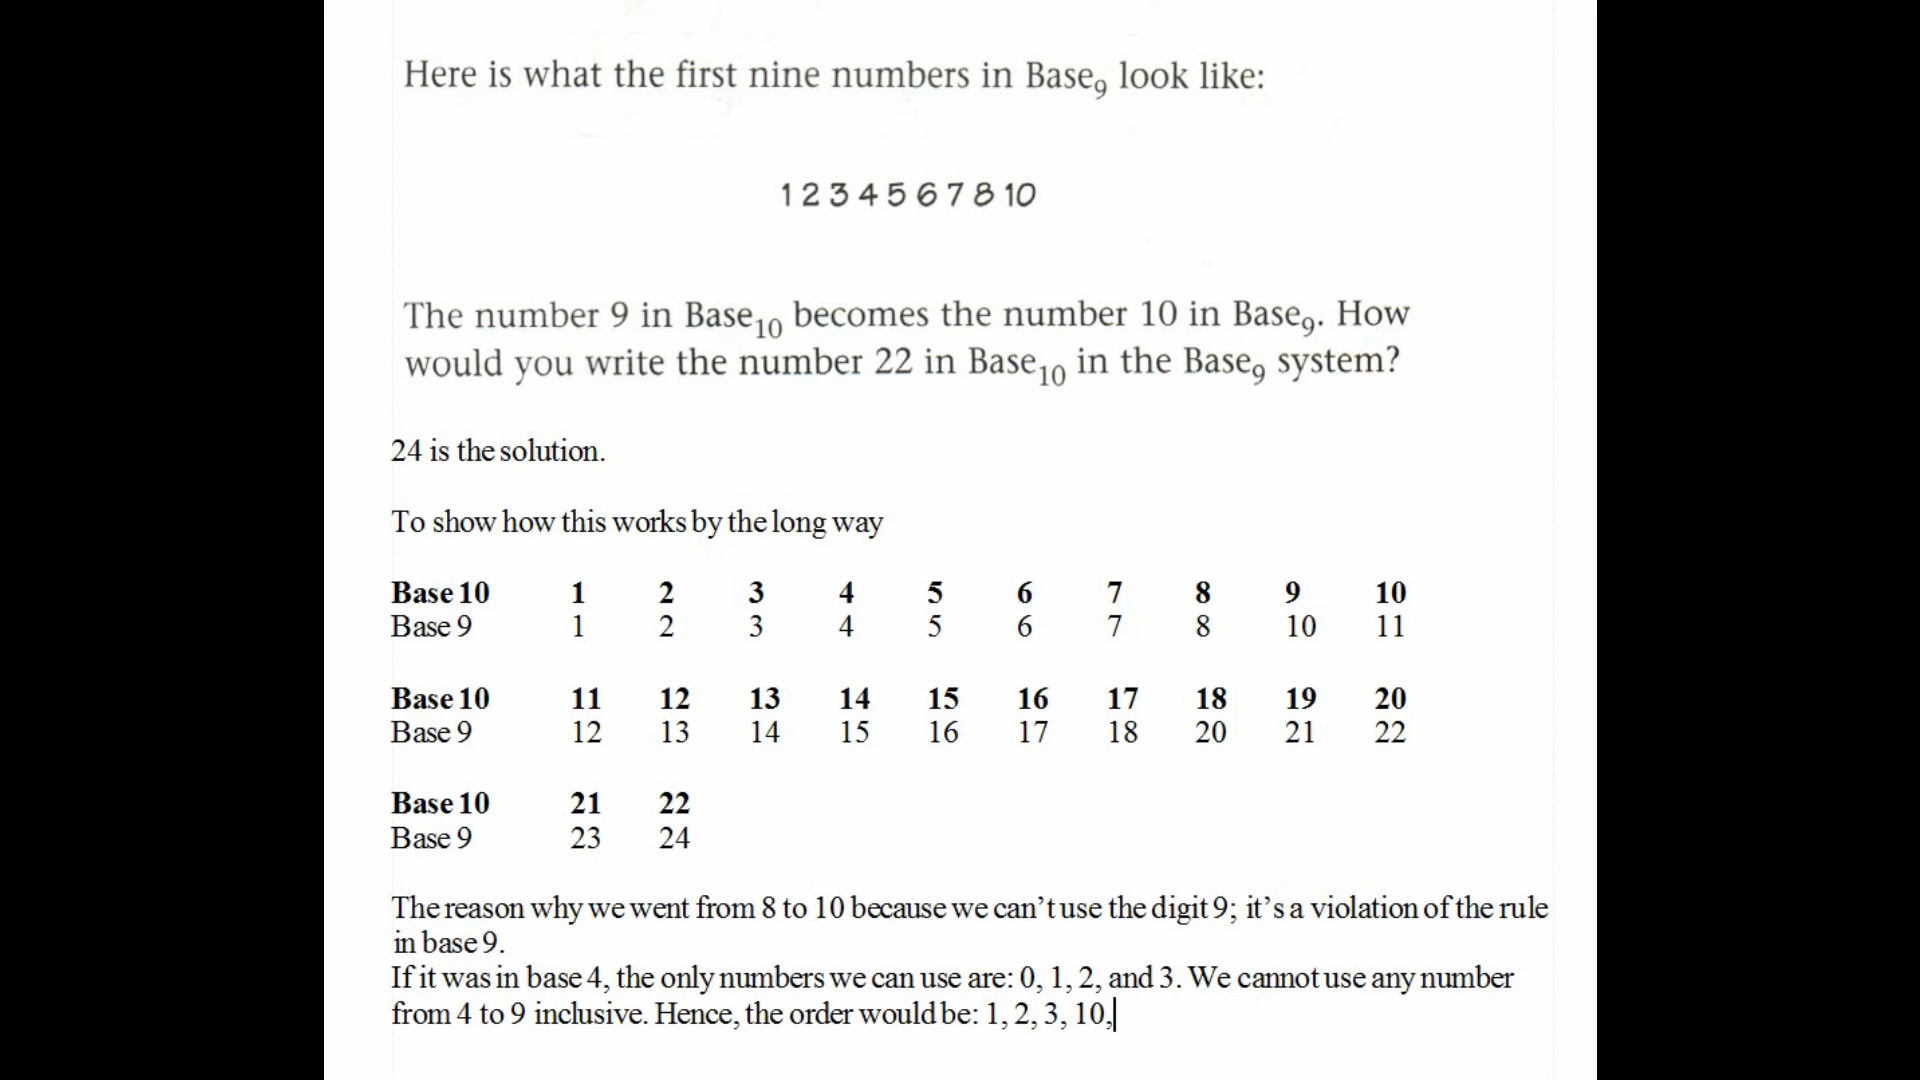 Here is what the first nine numbers in Base₉ look like:
1 2 3 4 5 6 7 8 10
The number 9 in Base₁₀ becomes the number 10 in Base₉. How
would you write the number 22 in Base₁₀ in the Base₉ system?
24 is the solution.
To show how this works by the long way
Base 10 1 2 3 4 5 6 7 8 9 10
Base 9 1 2 3 4 5 6 7 8 10 11
Base 10 11 12 13 14 15 16 17 18 19 20
Base 9 12 13 14 15 16 17 18 20 21 22
Base 10 21 22
Base 9 23 24
The reason why we went from 8 to 10 because we can’t use the digit 9; it’s a violation of the rule
in base 9.
If it was in base 4, the only numbers we can use are: 0, 1, 2, and 3. We cannot use any number
from 4 to 9 inclusive. Hence, the order would be: 1, 2, 3, 10,